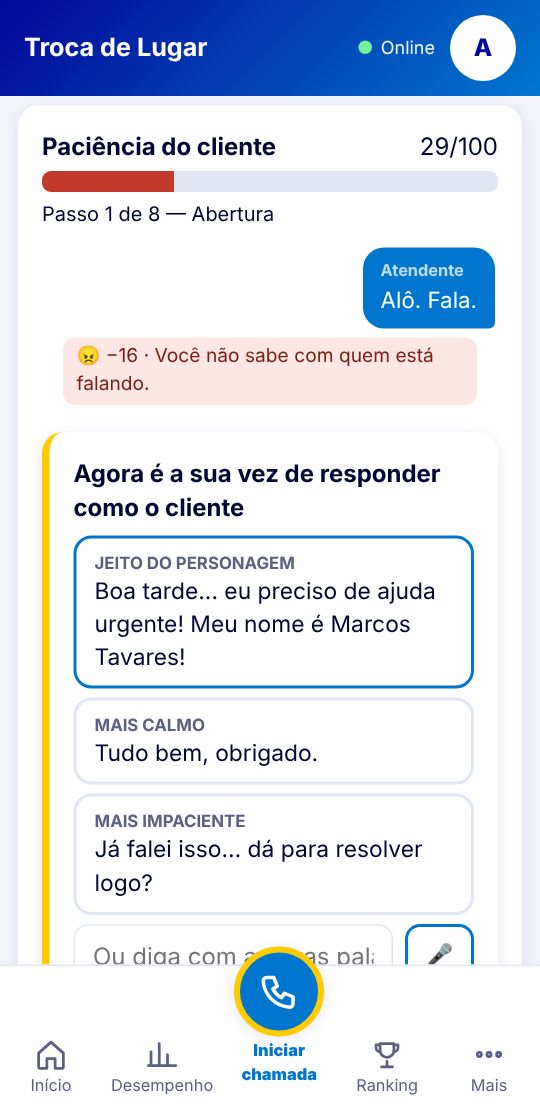 Troca de Lugar
Online
A
Paciência do cliente
29/100
Passo 1 de 8 — Abertura
Atendente
Alô. Fala.
😠 −16 · Você não sabe com quem está
falando.
Agora é a sua vez de responder
como o cliente
JEITO DO PERSONAGEM
Boa tarde... eu preciso de ajuda
urgente! Meu nome é Marcos
Tavares!
MAIS CALMO
Tudo bem, obrigado.
MAIS IMPACIENTE
Já falei isso... dá para resolver
logo?
Ou diga com
Início
Desempenho
Iniciar
chamada
Ranking
Mais